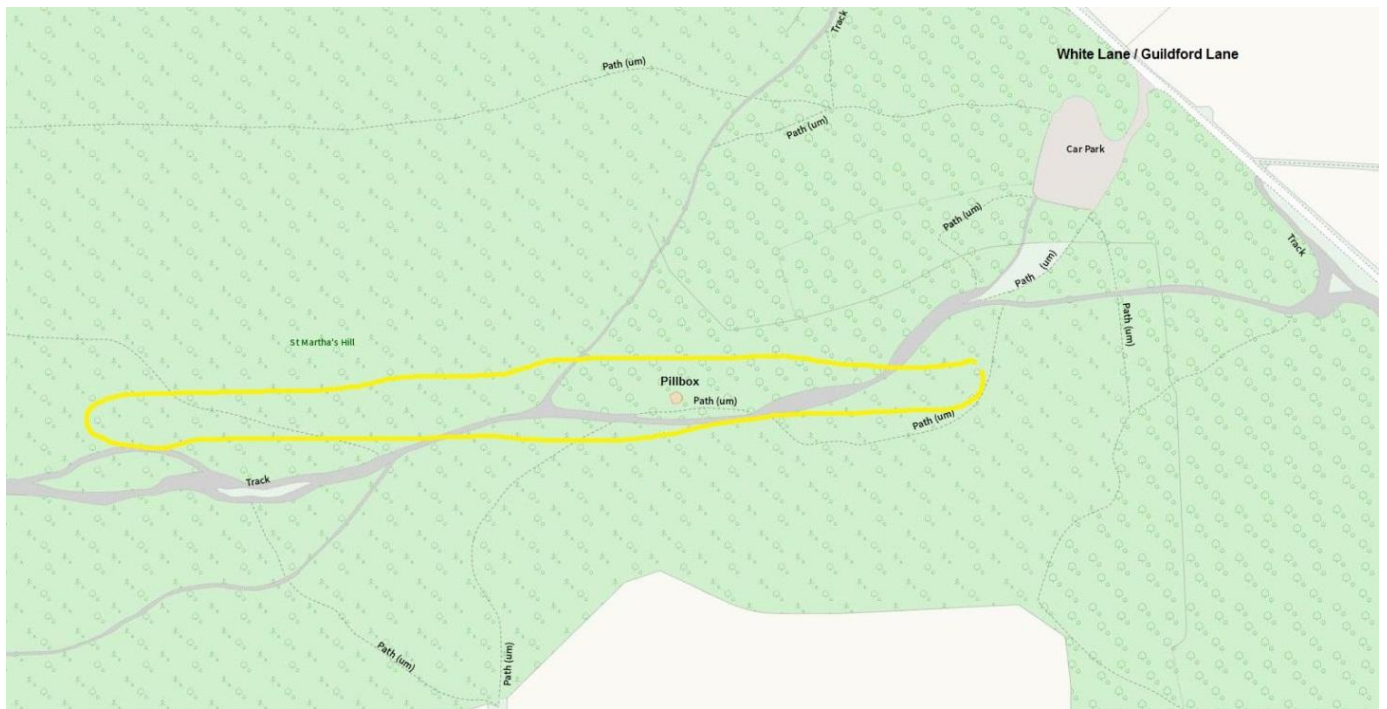 Track
White Lane / Guildford Lane
Path (um)
Path (um)
Car Park
Path (um)
Track
Path (um)
Path (um)
St Martha's Hill
Pillbox
Path (um)
Path (um)
Track
Path (um)
Path (um)